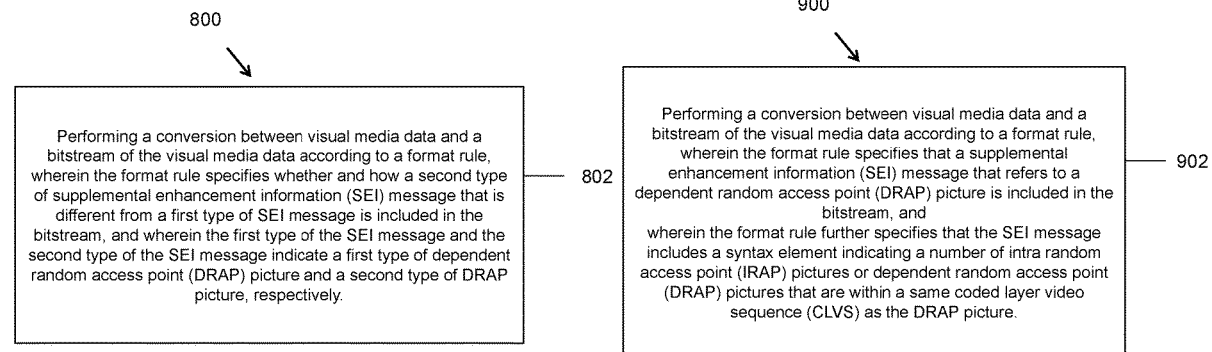 800
Performing a conversion between visual media data and a
bitstream of the visual media data according to a format rule,
wherein the format rule specifies whether and how a second type
of supplemental enhancement information (SEI) message that is
different from a first type of SEI message is included in the
bitstream, and wherein the first type of the SEI message and the
second type of the SEI message indicate a first type of dependent
random access point (DRAP) picture and a second type of DRAP
picture, respectively.
802
900
Performing a conversion between visual media data and a
bitstream of the visual media data according to a format rule,
wherein the format rule specifies that a supplemental
enhancement information (SEI) message that refers to a
dependent random access point (DRAP) picture is included in the
bitstream, and
wherein the format rule further specifies that the SEI message
includes a syntax element indicating a number of intra random
access point (IRAP) pictures or dependent random access point
(DRAP) pictures that are within a same coded layer video
sequence (CLVS) as the DRAP picture.
902